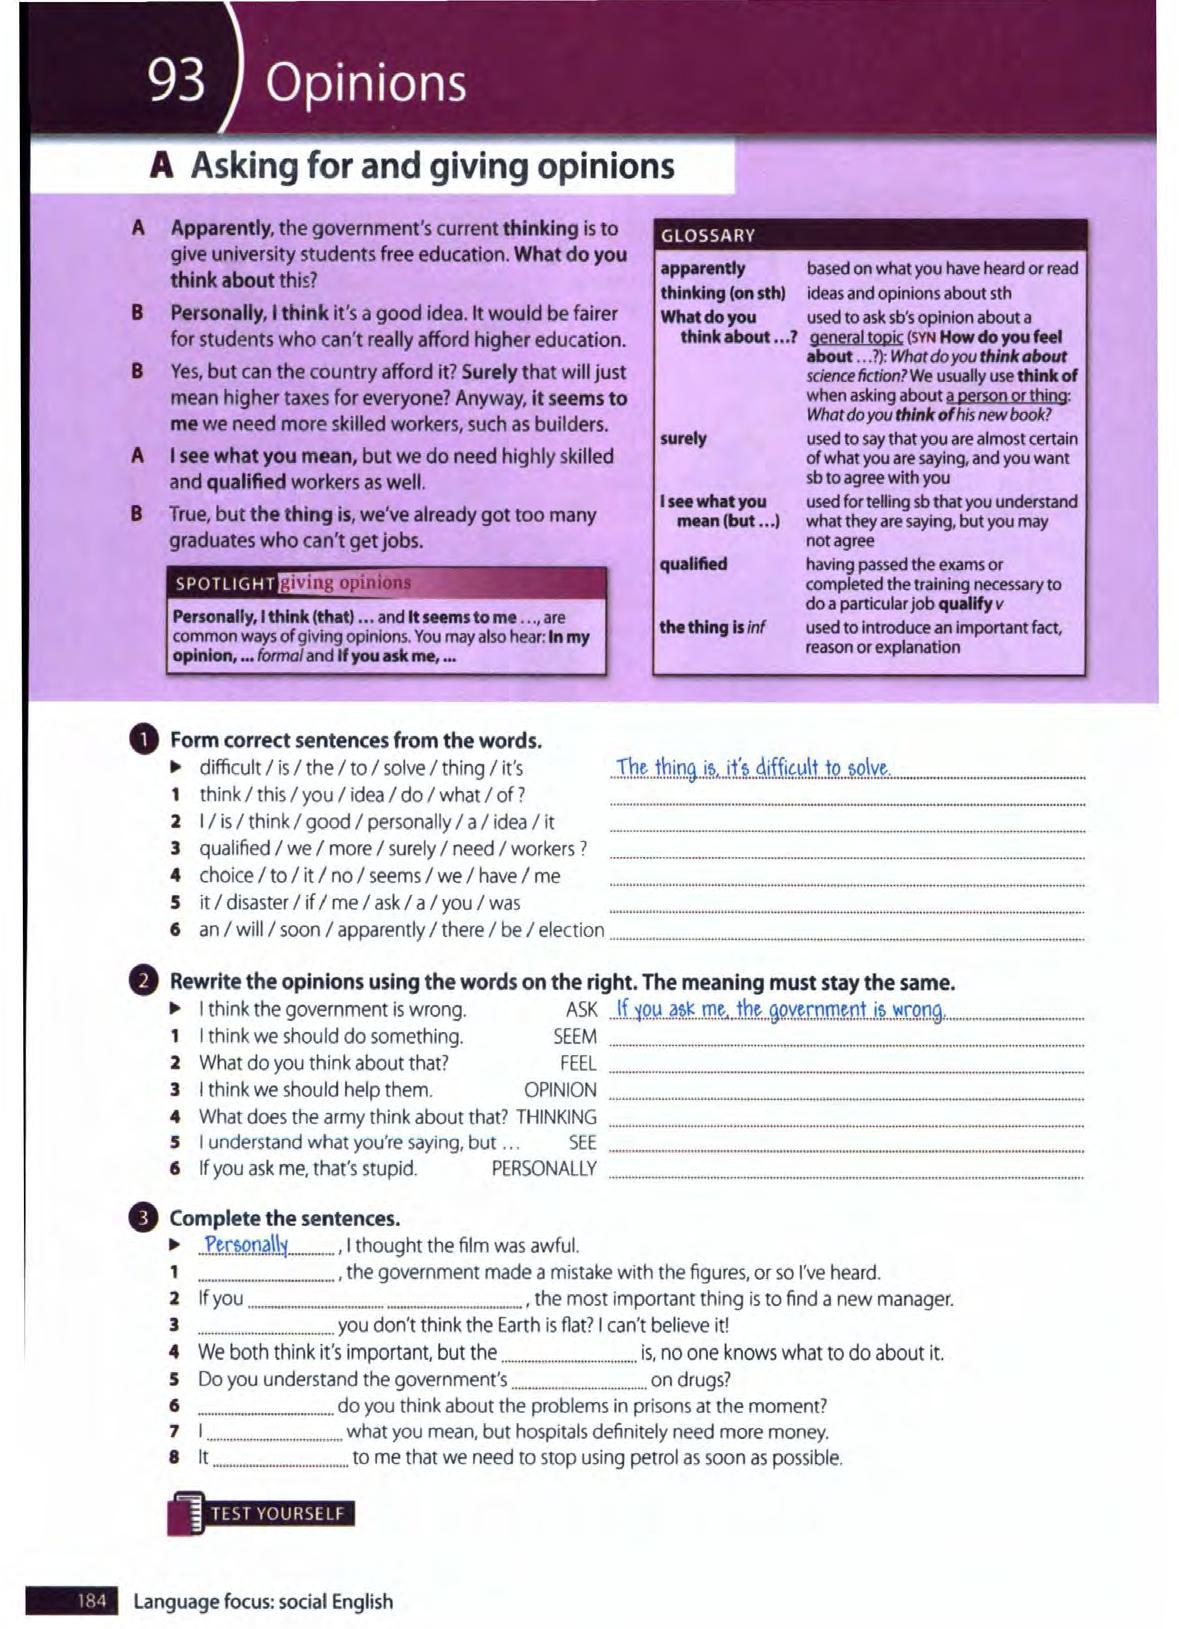 93 Opinions
A Asking for and giving opinions
A Apparently, the government's current thinking is to
give university students free education. What do you
think about this?
B Personally, I think it's a good idea. It would be fairer
for students who can't really afford higher education.
B Yes, but can the country afford it? Surely that will just
mean higher taxes for everyone? Anyway, it seems to
me we need more skilled workers, such as builders.
A I see what you mean, but we do need highly skilled
and qualified workers as well.
B True, but the thing is, we've already got too many
graduates who can't get jobs.
SPOTLIGHT giving opinions
Personally, I think (that) ... and It seems to me ..., are
common ways of giving opinions. You may also hear: In my
opinion, ... formal and If you ask me, ...
GLOSSARY
apparently based on what you have heard or read
thinking (on sth) ideas and opinions about sth
What do you used to ask sb's opinion about a
think about ...? general topic (SYN How do you feel
about ...?): What do you think about
science fiction? We usually use think of
when asking about a person or thing:
What do you think of his new book?
surely used to say that you are almost certain
of what you are saying, and you want
sb to agree with you
I see what you used for telling sb that you understand
mean (but ...) what they are saying, but you may
not agree
qualified having passed the exams or
completed the training necessary to
do a particular job qualify v
the thing is inf used to introduce an important fact,
reason or explanation
1 Form correct sentences from the words.
► difficult / is / the / to / solve / thing / it's The thing is, it's difficult to solve.
1 think / this / you / idea / do / what / of ?
2 I / is / think / good / personally / a / idea / it
3 qualified / we / more / surely / need / workers ?
4 choice / to / it / no / seems / we / have / me
5 it / disaster / if / me / ask / a / you / was
6 an / will / soon / apparently / there / be / election
2 Rewrite the opinions using the words on the right. The meaning must stay the same.
► I think the government is wrong. ASK If you ask me, the government is wrong.
1 I think we should do something. SEEM
2 What do you think about that? FEEL
3 I think we should help them. OPINION
4 What does the army think about that? THINKING
5 I understand what you're saying, but ... SEE
6 If you ask me, that's stupid. PERSONALLY
3 Complete the sentences.
► Personally, I thought the film was awful.
1 , the government made a mistake with the figures, or so I've heard.
2 If you , the most important thing is to find a new manager.
3 you don't think the Earth is flat? I can't believe it!
4 We both think it's important, but the is, no one knows what to do about it.
5 Do you understand the government's on drugs?
6 do you think about the problems in prisons at the moment?
7 I what you mean, but hospitals definitely need more money.
8 It to me that we need to stop using petrol as soon as possible.
TEST YOURSELF
184 Language focus: social English